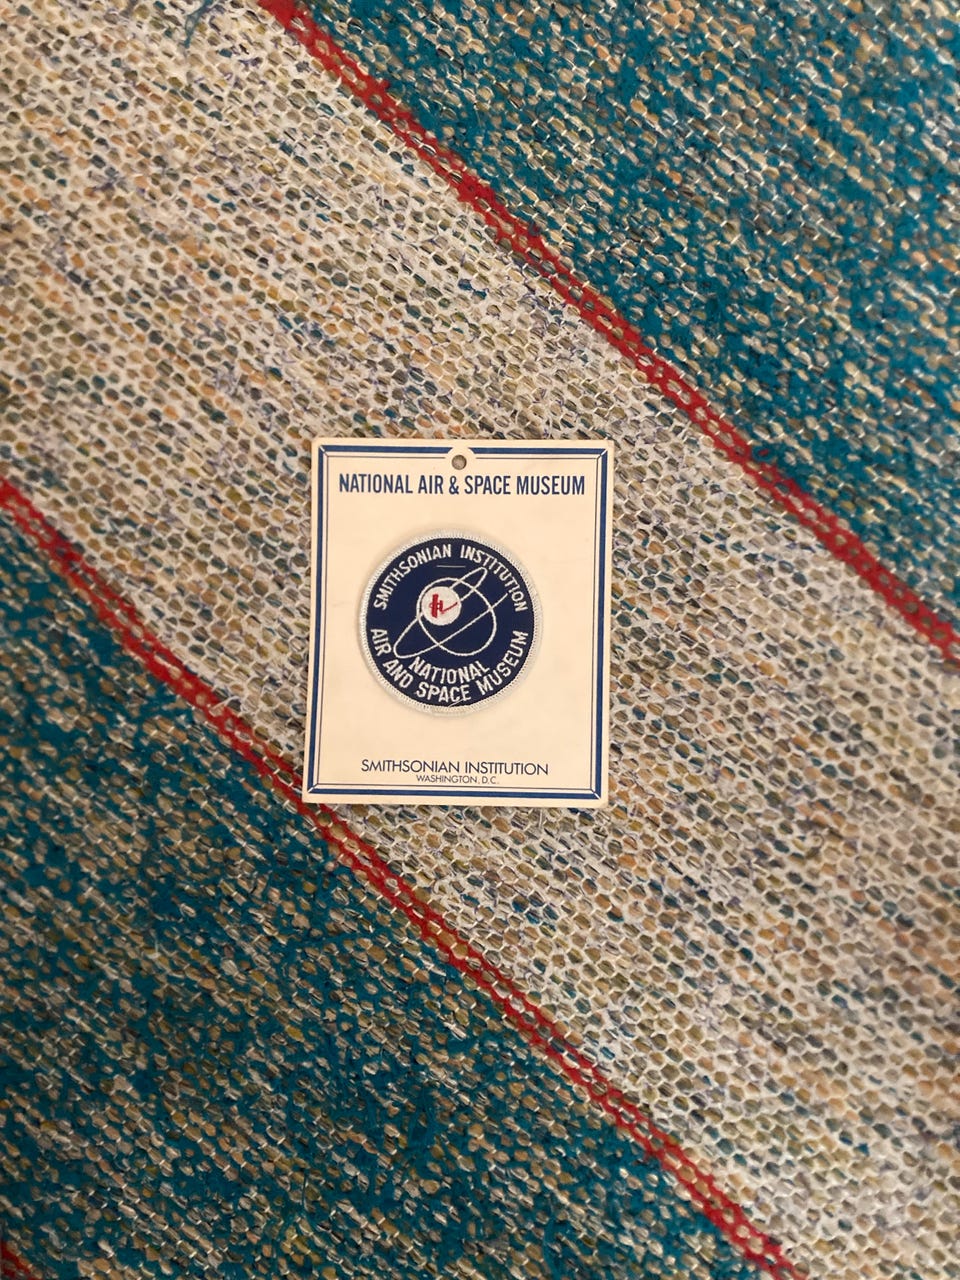 NATIONAL AIR & SPACE MUSEUM
SMITHSONIAN INSTITUTION
NATIONAL
AIR AND SPACE MUSEUM
SMITHSONIAN INSTITUTION
WASHINGTON, D.C.